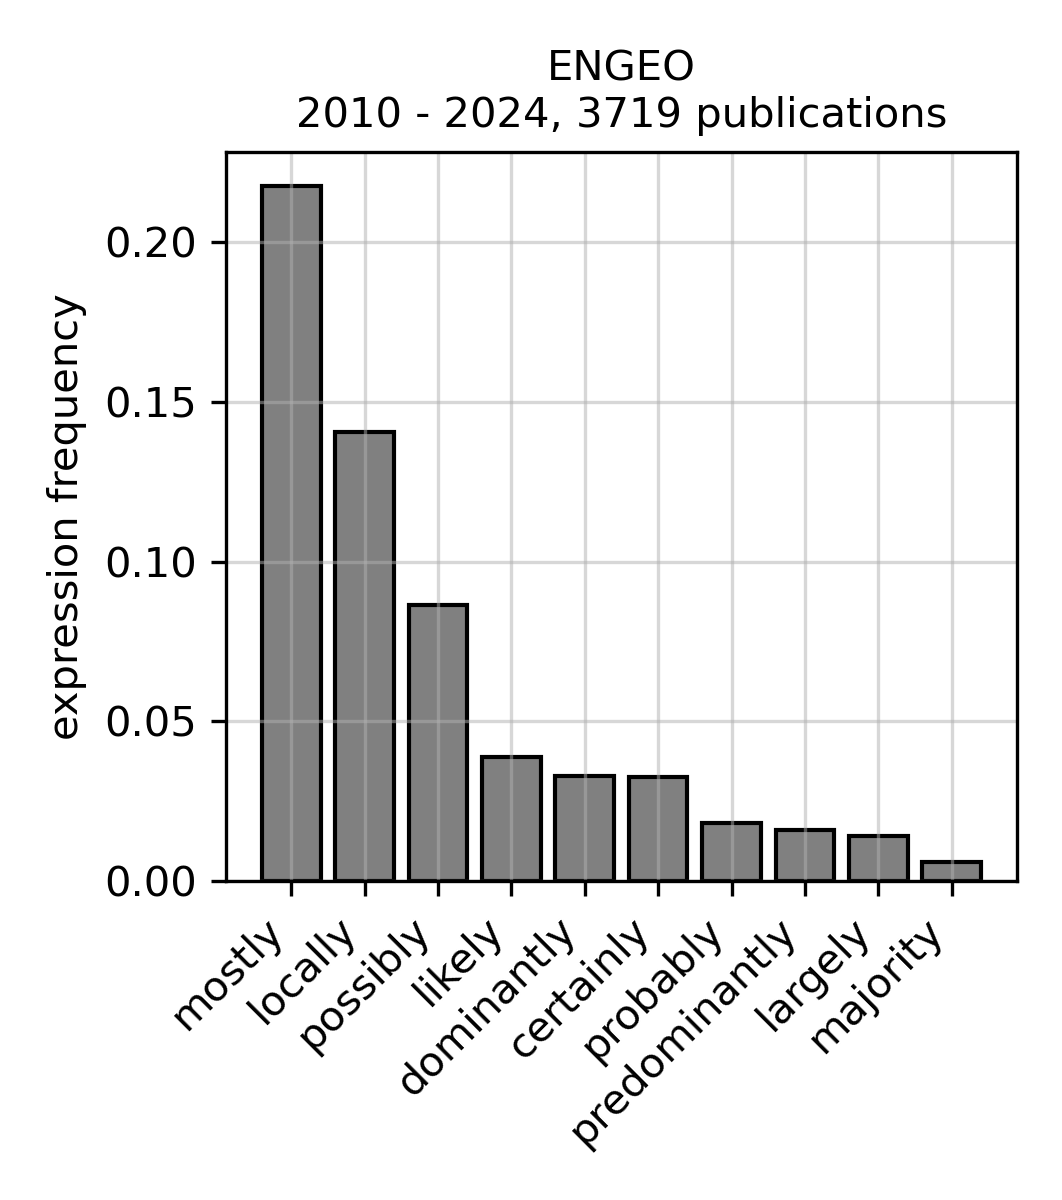 ENGEO
2010 - 2024, 3719 publications
expression frequency
0.20
0.15
0.10
0.05
0.00
mostly
locally
possibly
likely
dominantly
certainly
probably
predominantly
largely
majority